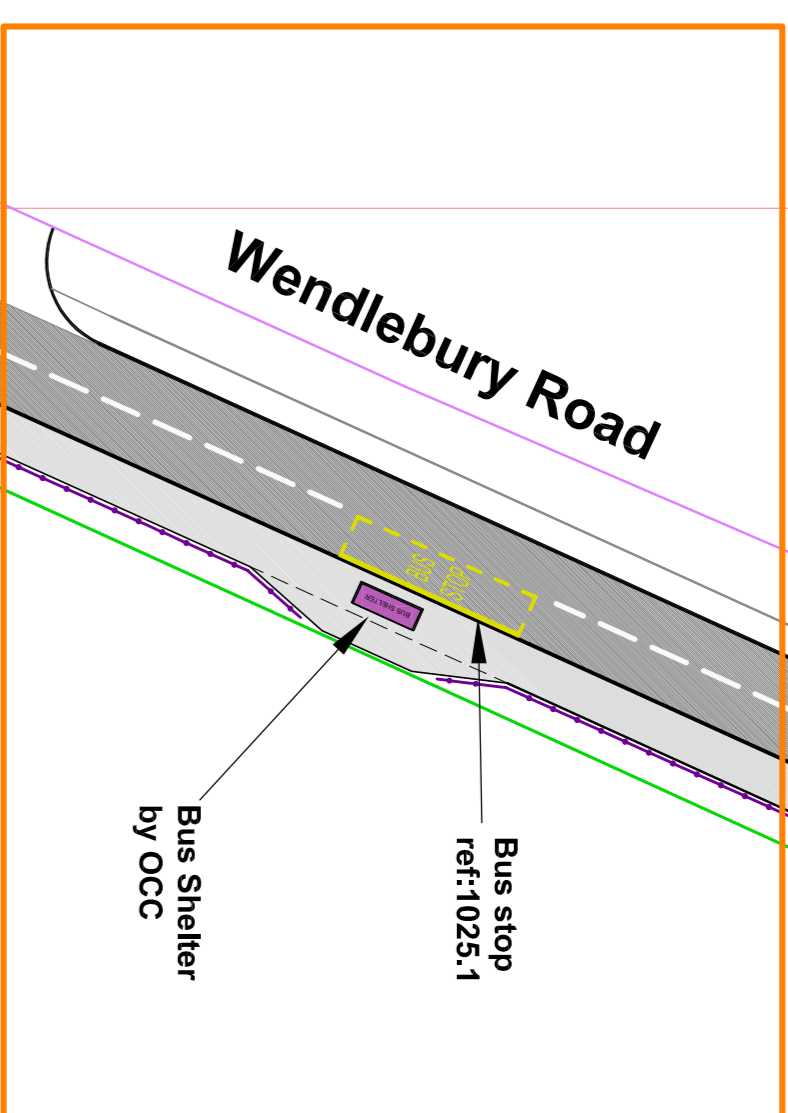 Wendlebury Road
BUS
STOP
BUS SHELTER
Bus stop
ref:1025.1
Bus Shelter
by OCC